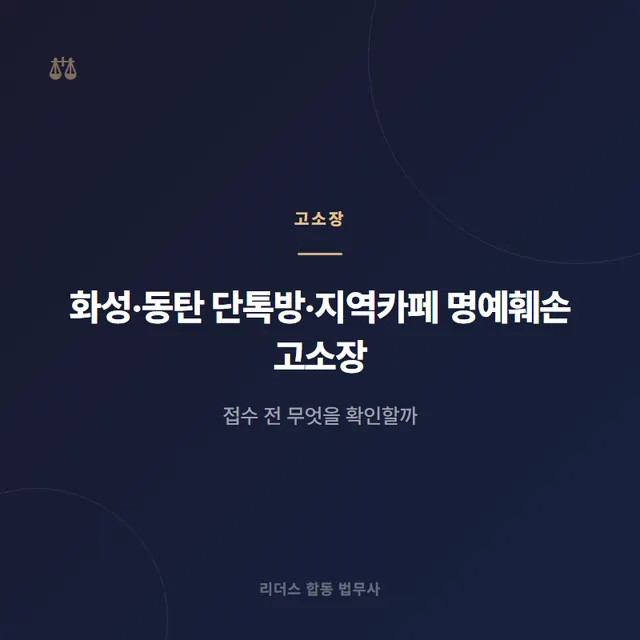 고소장
화성·동탄 단톡방·지역카페 명예훼손
고소장
접수 전 무엇을 확인할까
리더스 합동 법무사